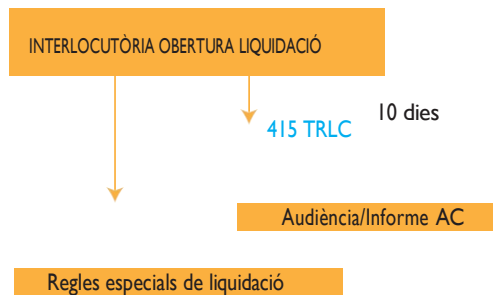 INTERLOCUTÒRIA OBERTURA LIQUIDACIÓ
10 dies
415 TRLC
Audiència/Informe AC
Regles especials de liquidació